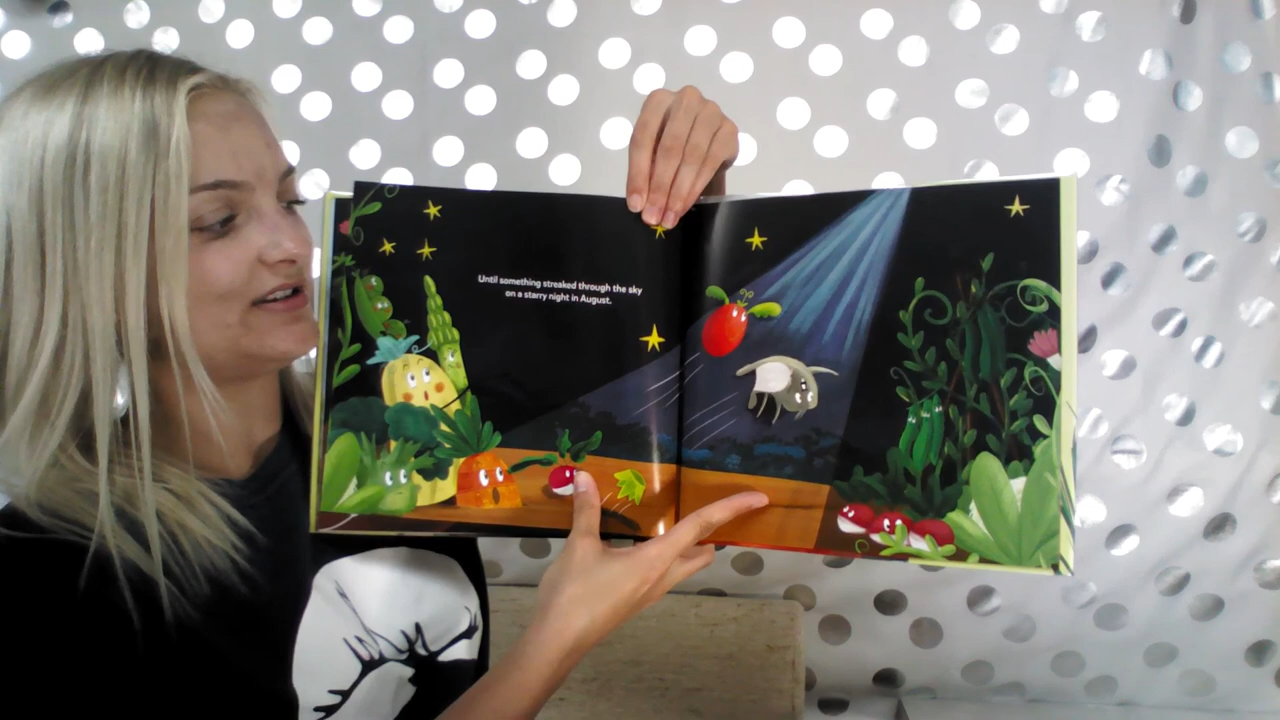 Until something streaked through the sky
on a starry night in August.